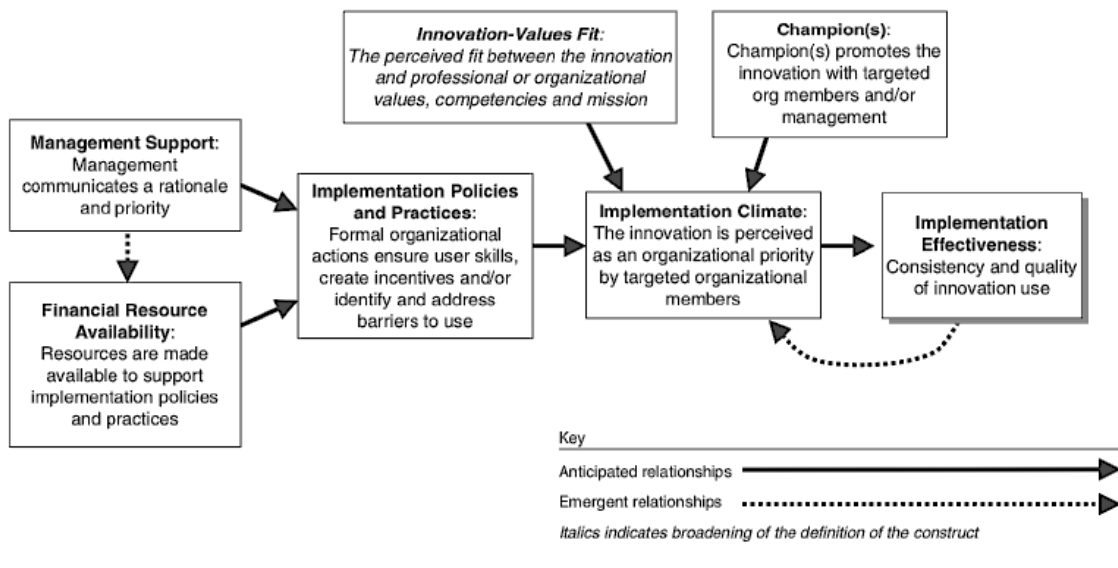 Innovation-Values Fit:
The perceived fit between the innovation
and professional or organizational
values, competencies and mission
Champion(s):
Champion(s) promotes the
innovation with targeted
org members and/or
management
Management Support:
Management
communicates a rationale
and priority
Implementation Policies
and Practices:
Formal organizational
actions ensure user skills,
create incentives and/or
identify and address
barriers to use
Implementation Climate:
The innovation is perceived
as an organizational priority
by targeted organizational
members
Implementation
Effectiveness:
Consistency and quality
of innovation use
Financial Resource
Availability:
Resources are made
available to support
implementation policies
and practices
Key
Anticipated relationships
Emergent relationships
Italics indicates broadening of the definition of the construct